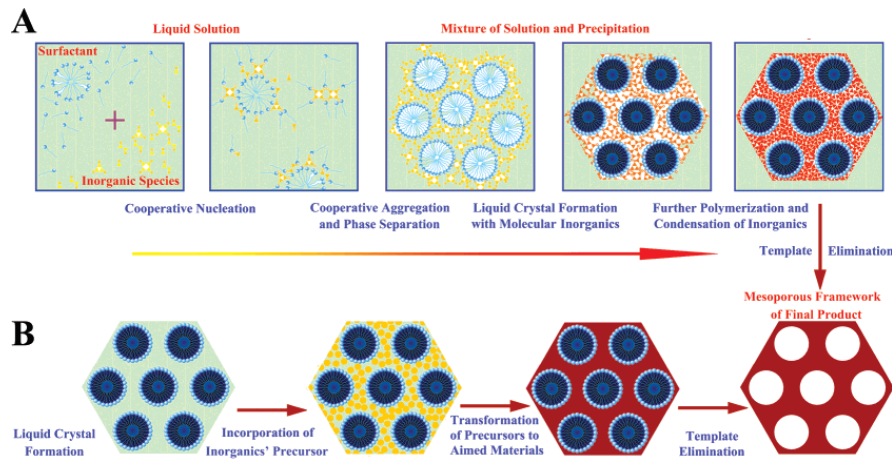 A
Liquid Solution
Mixture of Solution and Precipitation
Surfactant
Inorganic Species
Cooperative Nucleation
Cooperative Aggregation
and Phase Separation
Liquid Crystal Formation
with Molecular Inorganics
Further Polymerization and
Condensation of Inorganics
Template Elimination
Mesoporous Framework
of Final Product
B
Liquid Crystal
Formation
Incorporation of
Inorganics' Precursor
Transformation
of Precursors to
Aimed Materials
Template
Elimination